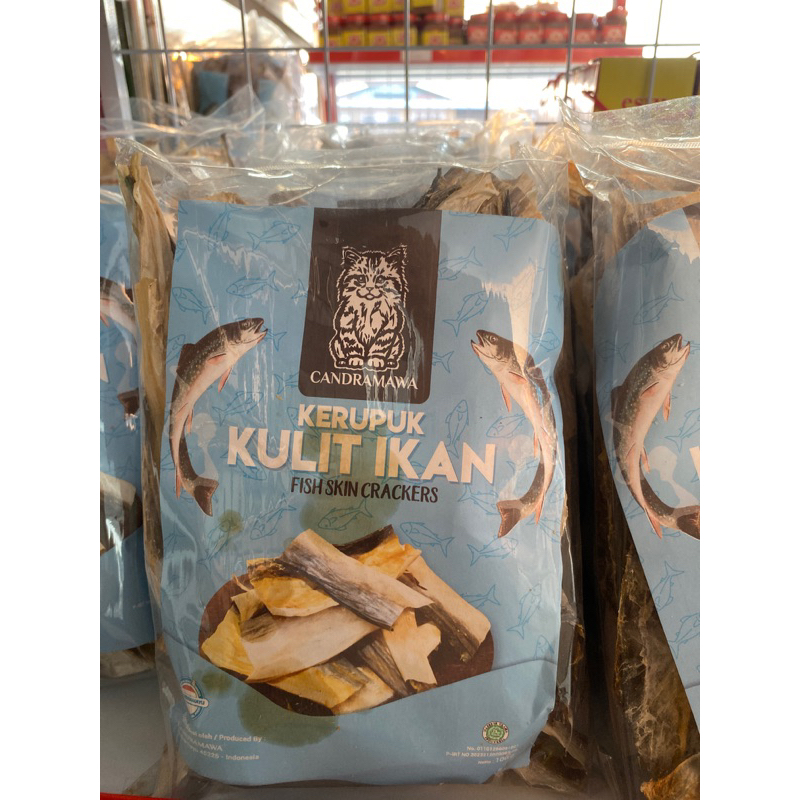 CANDRAMAWA
KERUPUK
KULIT IKAN
FISH SKIN CRACKERS
/ Produced by :
- Indonesia